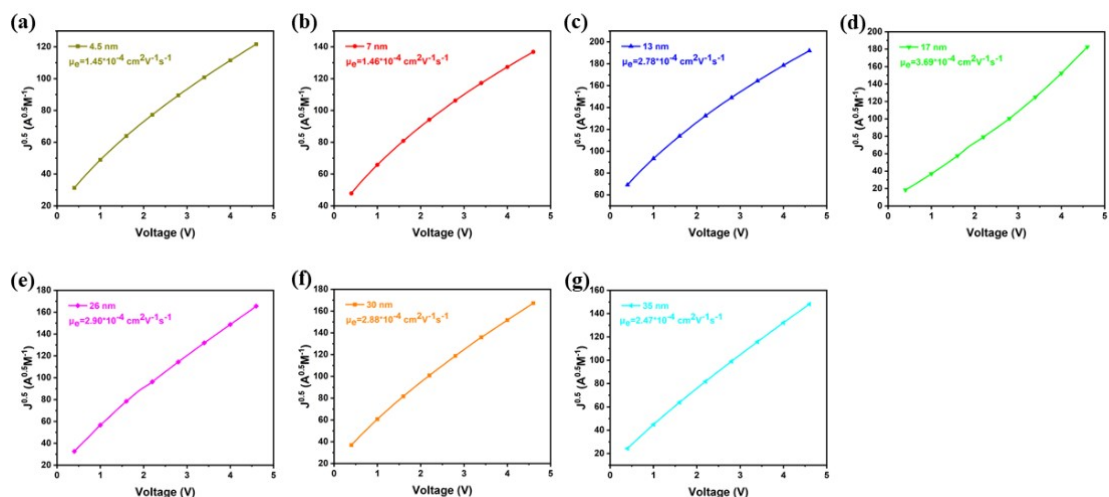 (a)
4.5 nm
μe=1.45*10⁻⁴ cm²V⁻¹s⁻¹
120
100
80
60
40
20
0 1 2 3 4 5
J⁰·⁵ (A⁰·⁵M⁻¹)
Voltage (V)
(b)
7 nm
μe=1.46*10⁻⁴ cm²V⁻¹s⁻¹
140
120
100
80
60
40
0 1 2 3 4 5
J⁰·⁵ (A⁰·⁵M⁻¹)
Voltage (V)
(c)
13 nm
μe=2.78*10⁻⁴ cm²V⁻¹s⁻¹
200
180
160
140
120
100
80
60
0 1 2 3 4 5
J⁰·⁵ (A⁰·⁵M⁻¹)
Voltage (V)
(d)
17 nm
μe=3.69*10⁻⁴ cm²V⁻¹s⁻¹
200
180
160
140
120
100
80
60
40
20
0
0 1 2 3 4 5
J⁰·⁵ (A⁰·⁵M⁻¹)
Voltage (V)
(e)
26 nm
μe=2.90*10⁻⁴ cm²V⁻¹s⁻¹
180
160
140
120
100
80
60
40
20
0 1 2 3 4 5
J⁰·⁵ (A⁰·⁵M⁻¹)
Voltage (V)
(f)
30 nm
μe=2.88*10⁻⁴ cm²V⁻¹s⁻¹
180
160
140
120
100
80
60
40
20
0 1 2 3 4 5
J⁰·⁵ (A⁰·⁵M⁻¹)
Voltage (V)
(g)
35 nm
μe=2.47*10⁻⁴ cm²V⁻¹s⁻¹
160
140
120
100
80
60
40
20
0
0 1 2 3 4 5
J⁰·⁵ (A⁰·⁵M⁻¹)
Voltage (V)